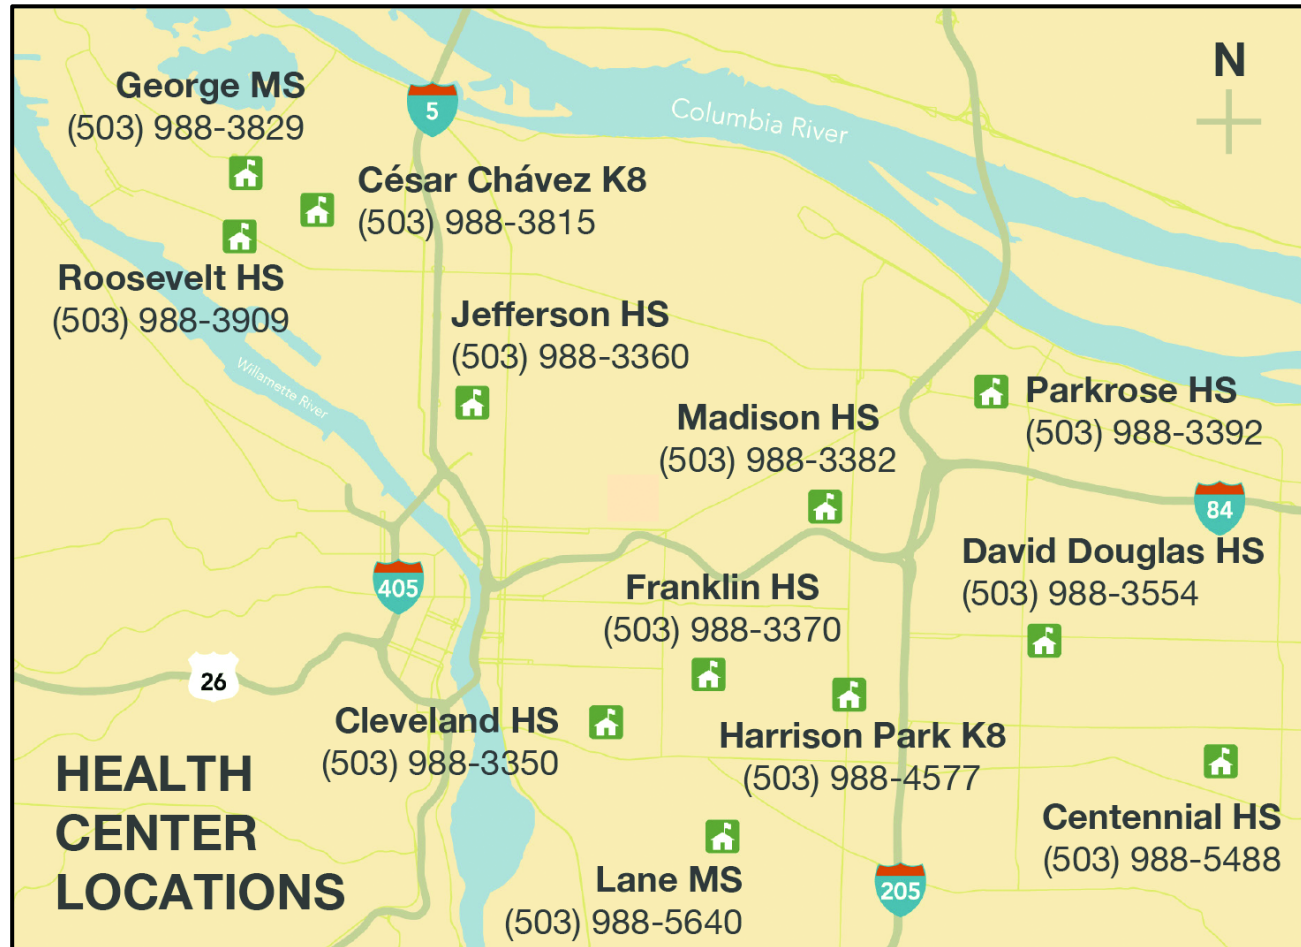 George MS
(503) 988-3829
5
Columbia River
N
César Chávez K8
(503) 988-3815
Roosevelt HS
(503) 988-3909
Jefferson HS
(503) 988-3360
Willamette River
Parkrose HS
(503) 988-3392
Madison HS
(503) 988-3382
84
David Douglas HS
(503) 988-3554
405
Franklin HS
(503) 988-3370
26
Cleveland HS
(503) 988-3350
Harrison Park K8
(503) 988-4577
HEALTH
CENTER
LOCATIONS
Centennial HS
(503) 988-5488
Lane MS
(503) 988-5640
205